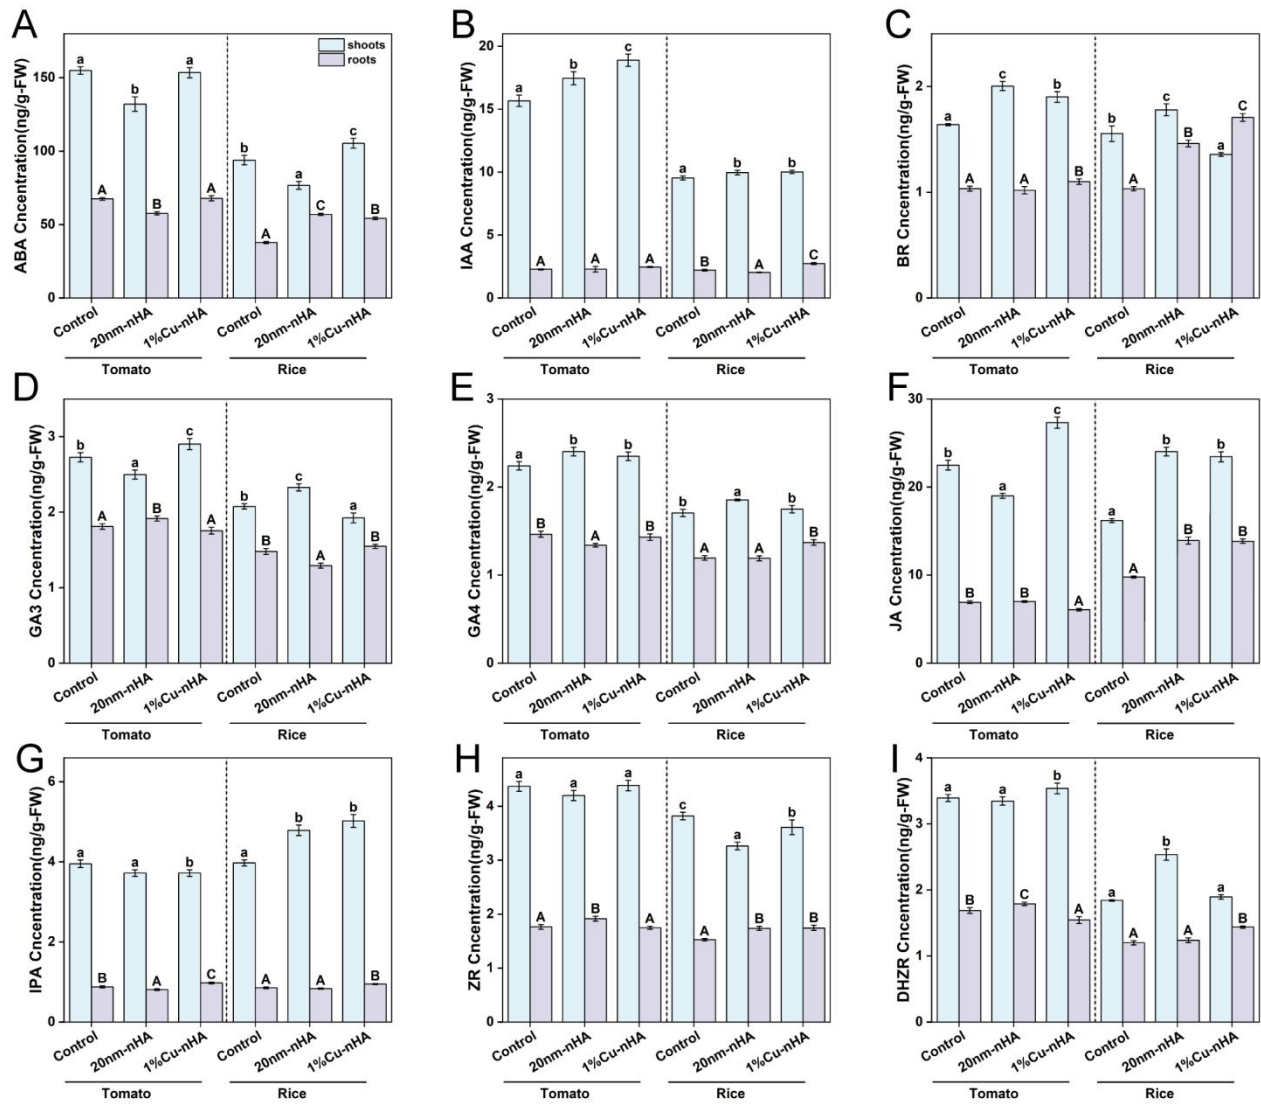 A
ABA Cncentration(ng/g-FW)
150
100
50
0
shoots
roots
a
b
a
b
a
c
A
B
A
A
C
B
Control
20nm-nHA
1%Cu-nHA
Control
20nm-nHA
1%Cu-nHA
Tomato
Rice
B
IAA Cncentration(ng/g-FW)
20
15
10
5
0
a
b
c
a
b
b
A
A
A
B
A
C
Control
20nm-nHA
1%Cu-nHA
Control
20nm-nHA
1%Cu-nHA
Tomato
Rice
C
BR Cncentration(ng/g-FW)
2
1
0
a
c
b
b
c
a
A
A
B
A
B
C
Control
20nm-nHA
1%Cu-nHA
Control
20nm-nHA
1%Cu-nHA
Tomato
Rice
D
GA3 Cncentration(ng/g-FW)
3
2
1
0
b
a
c
b
c
a
A
B
A
B
A
B
Control
20nm-nHA
1%Cu-nHA
Control
20nm-nHA
1%Cu-nHA
Tomato
Rice
E
GA4 Cncentration(ng/g-FW)
3
2
1
0
a
b
b
b
a
b
B
A
B
A
A
B
Control
20nm-nHA
1%Cu-nHA
Control
20nm-nHA
1%Cu-nHA
Tomato
Rice
F
JA Cncentration(ng/g-FW)
30
20
10
0
b
a
c
a
b
b
B
B
A
A
B
B
Control
20nm-nHA
1%Cu-nHA
Control
20nm-nHA
1%Cu-nHA
Tomato
Rice
G
IPA Cncentration(ng/g-FW)
6
4
2
0
a
a
b
a
b
b
B
A
C
A
A
B
Control
20nm-nHA
1%Cu-nHA
Control
20nm-nHA
1%Cu-nHA
Tomato
Rice
H
ZR Cncentration(ng/g-FW)
4
3
2
1
0
a
a
a
c
a
b
A
B
A
A
B
B
Control
20nm-nHA
1%Cu-nHA
Control
20nm-nHA
1%Cu-nHA
Tomato
Rice
I
DHZR Cncentration(ng/g-FW)
4
3
2
1
0
a
a
b
a
b
a
B
C
A
A
A
B
Control
20nm-nHA
1%Cu-nHA
Control
20nm-nHA
1%Cu-nHA
Tomato
Rice